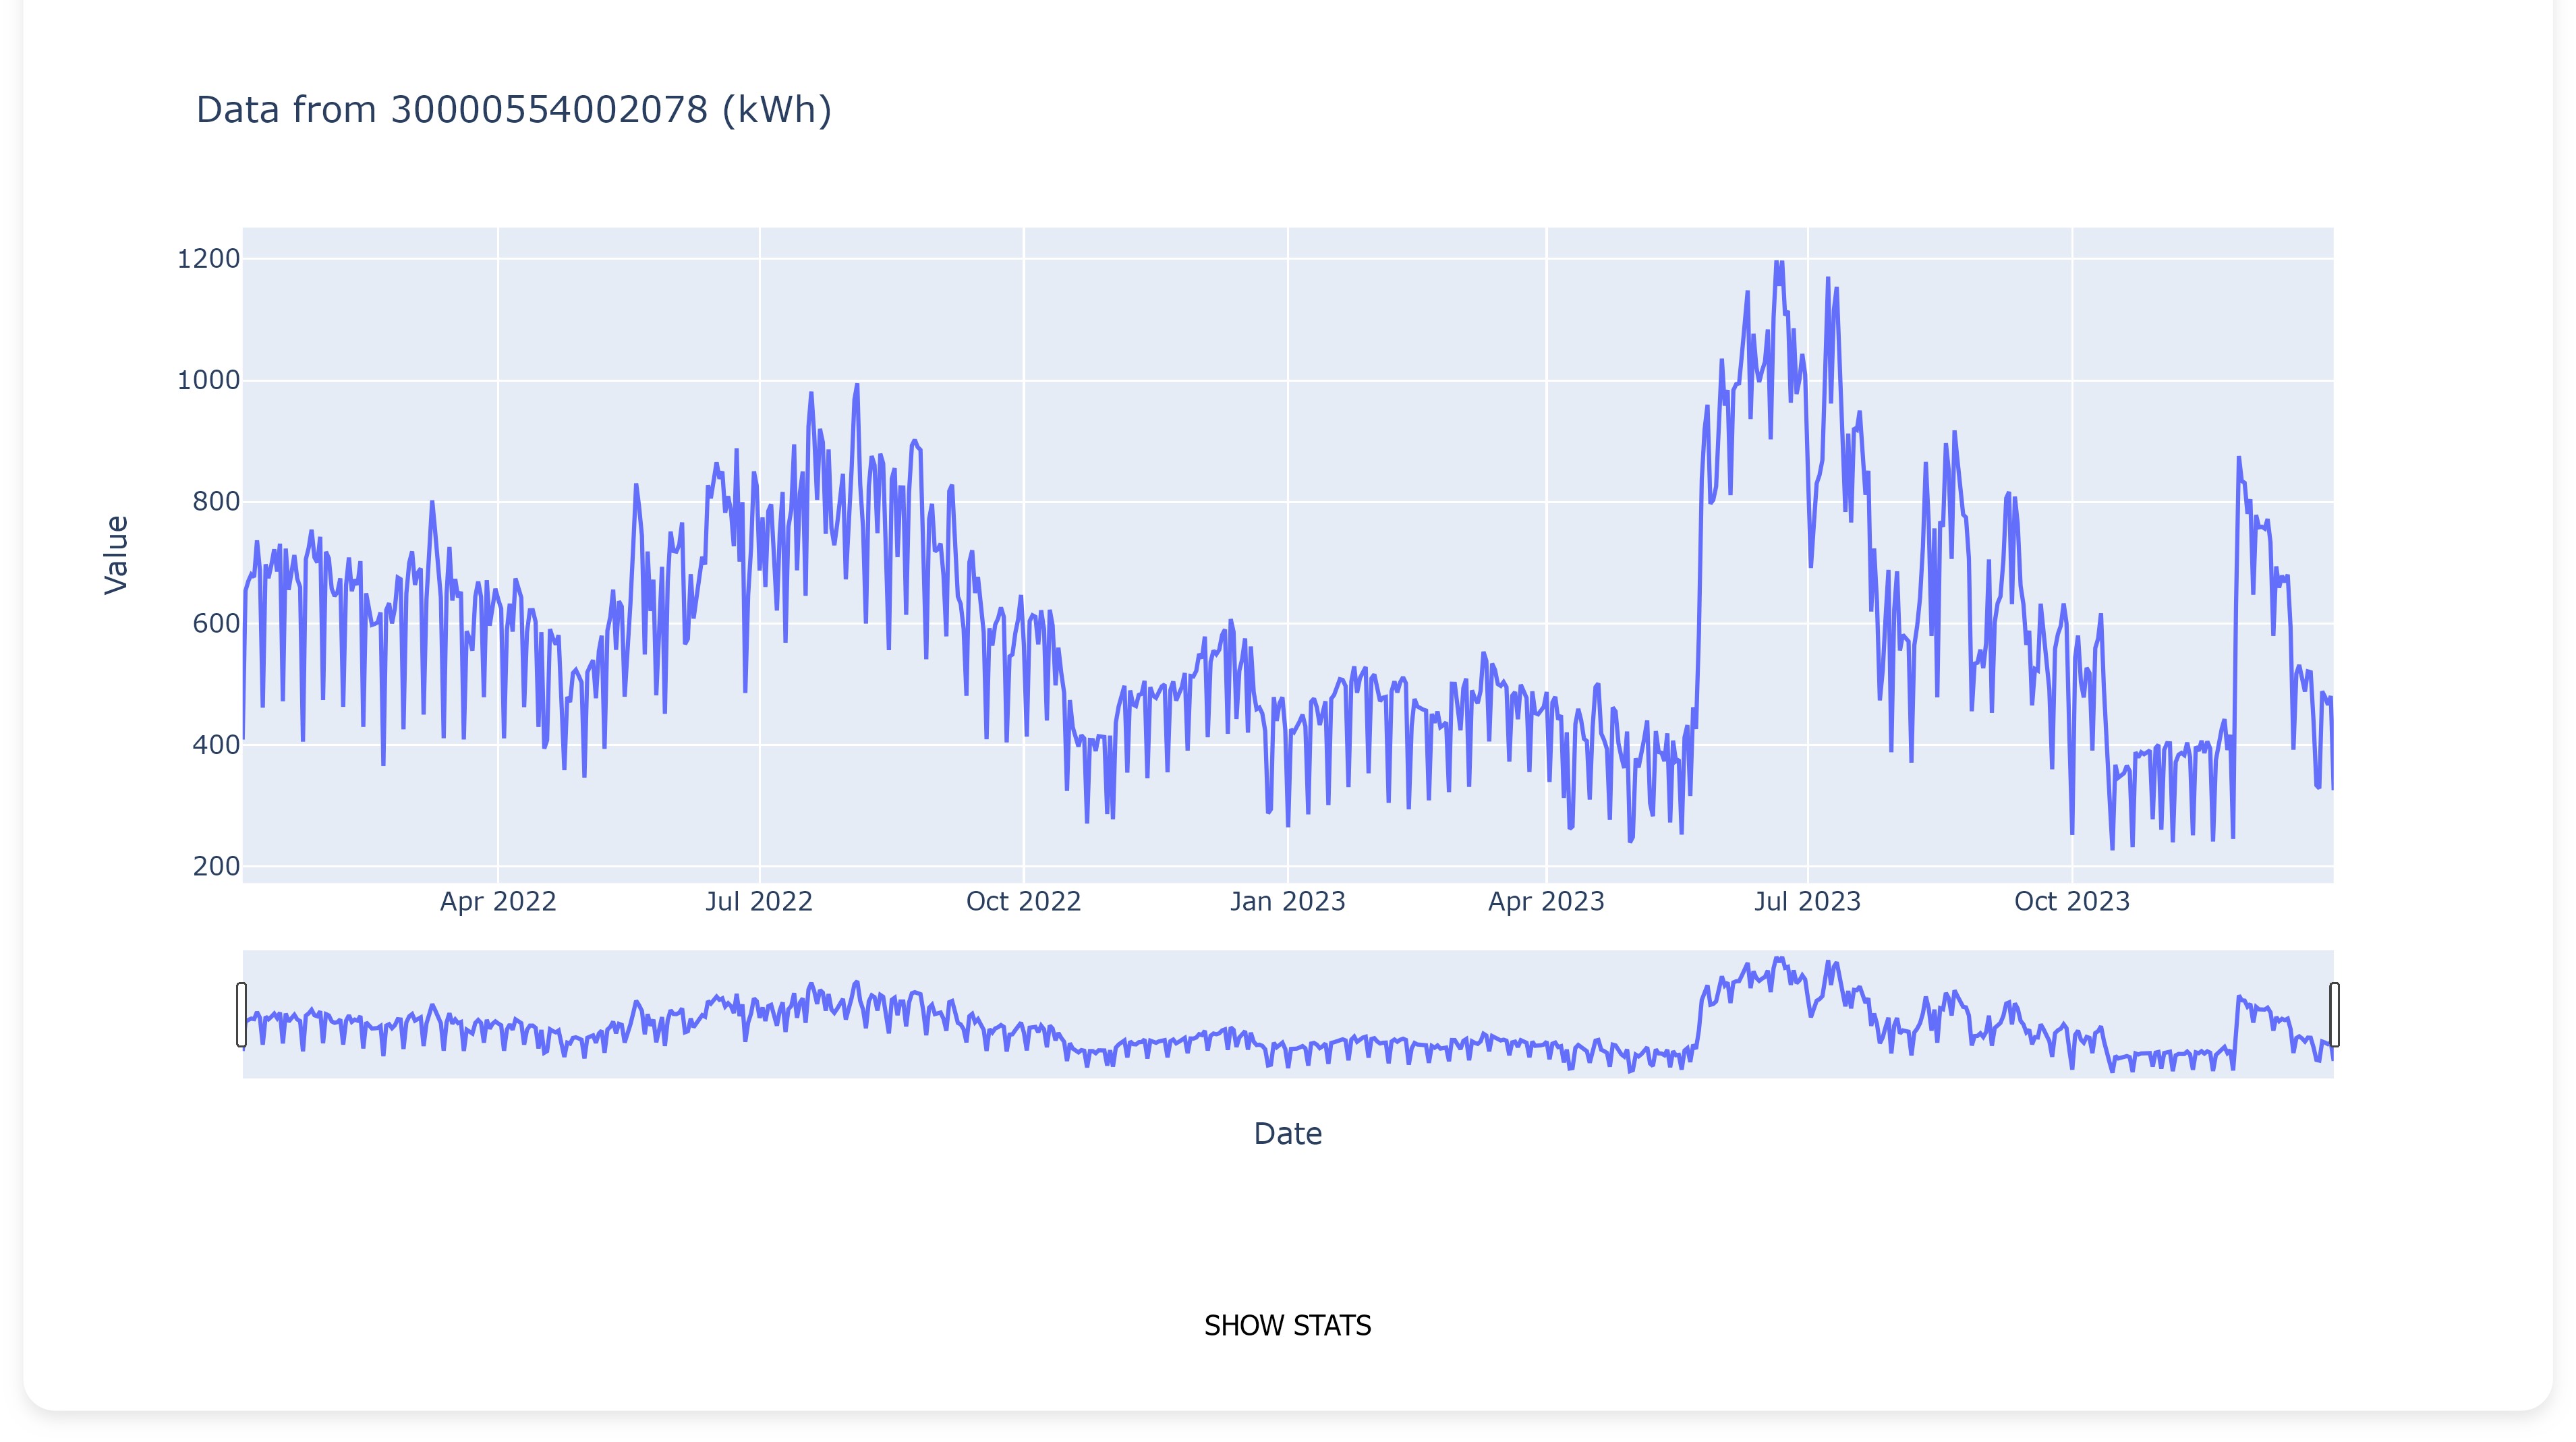 Data from 30000554002078 (kWh)
1200
1000
800
600
400
200
Value
Apr 2022
Jul 2022
Oct 2022
Jan 2023
Apr 2023
Jul 2023
Oct 2023
Date
SHOW STATS